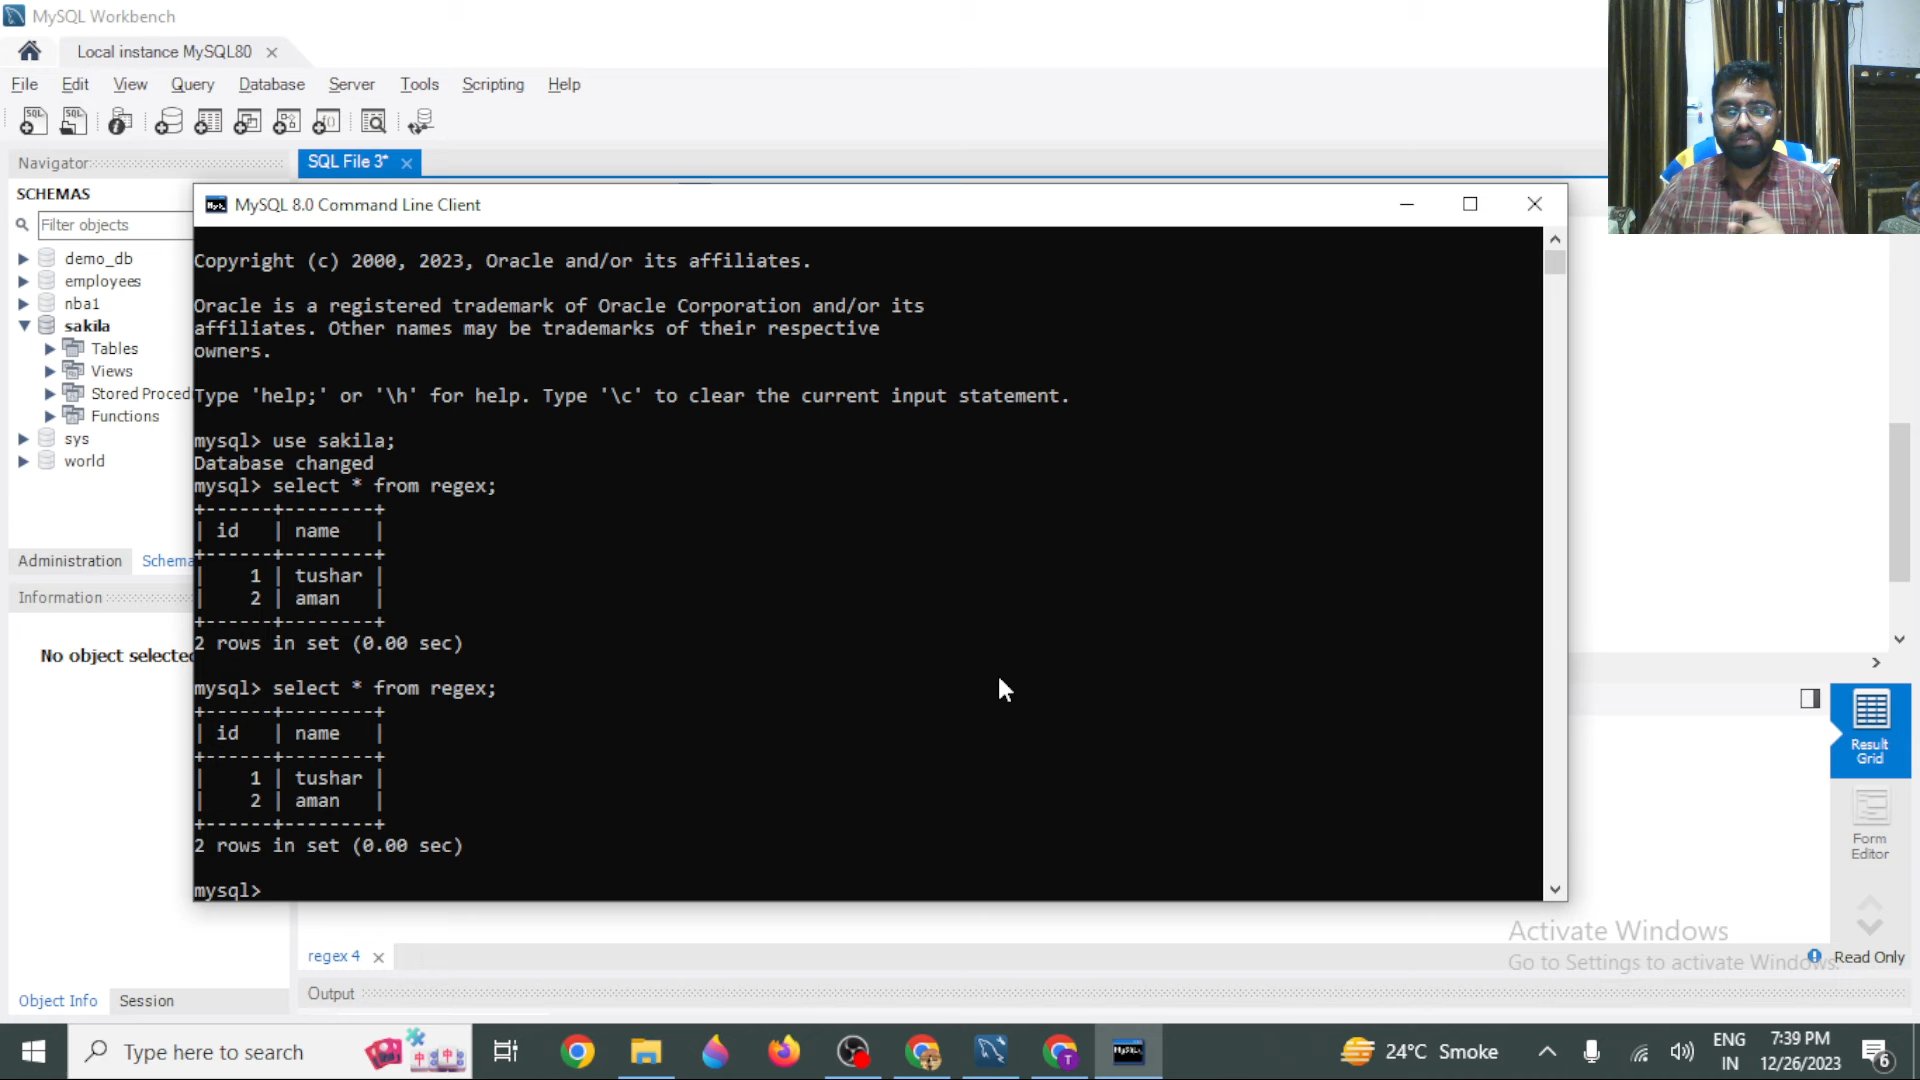 MySQL Workbench
Local instance MySQL80
File Edit View Query Database Server Tools Scripting Help
Navigator
SQL File 3*
SCHEMAS
Filter objects
demo_db
employees
nba1
sakila
Tables
Views
Stored Proced
Functions
sys
world
Administration Schema
Information
No object selected
MySQL 8.0 Command Line Client
Copyright (c) 2000, 2023, Oracle and/or its affiliates.
Oracle is a registered trademark of Oracle Corporation and/or its
affiliates. Other names may be trademarks of their respective
owners.
Type 'help;' or '\h' for help. Type '\c' to clear the current input statement.
mysql> use sakila;
Database changed
mysql> select * from regex;
+------+--------+
| id   | name   |
+------+--------+
|    1 | tushar |
|    2 | aman   |
+------+--------+
2 rows in set (0.00 sec)
mysql> select * from regex;
+------+--------+
| id   | name   |
+------+--------+
|    1 | tushar |
|    2 | aman   |
+------+--------+
2 rows in set (0.00 sec)
mysql>
Result
Grid
Form
Editor
Activate Windows
Go to Settings to activate Windows.
Read Only
regex 4
Output
Object Info Session
Type here to search
24°C Smoke
ENG
IN
7:39 PM
12/26/2023
6